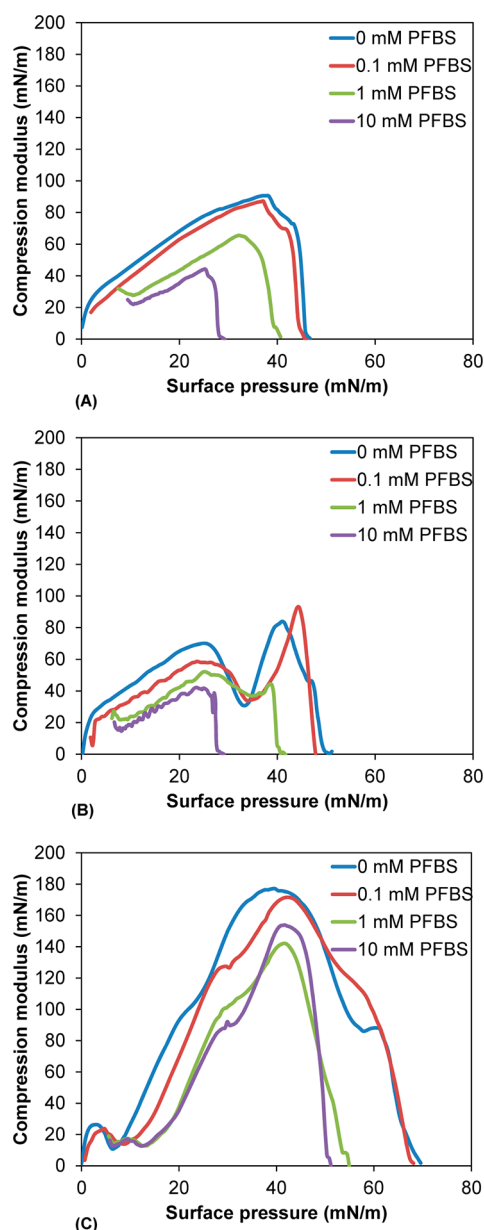 200
180
160
140
120
100
80
60
40
20
0
Compression modulus (mN/m)
0 mM PFBS
0.1 mM PFBS
1 mM PFBS
10 mM PFBS
0 20 40 60 80
Surface pressure (mN/m)
(A)
200
180
160
140
120
100
80
60
40
20
0
Compression modulus (mN/m)
0 mM PFBS
0.1 mM PFBS
1 mM PFBS
10 mM PFBS
0 20 40 60 80
Surface pressure (mN/m)
(B)
200
180
160
140
120
100
80
60
40
20
0
Compression modulus (mN/m)
0 mM PFBS
0.1 mM PFBS
1 mM PFBS
10 mM PFBS
0 20 40 60 80
Surface pressure (mN/m)
(C)